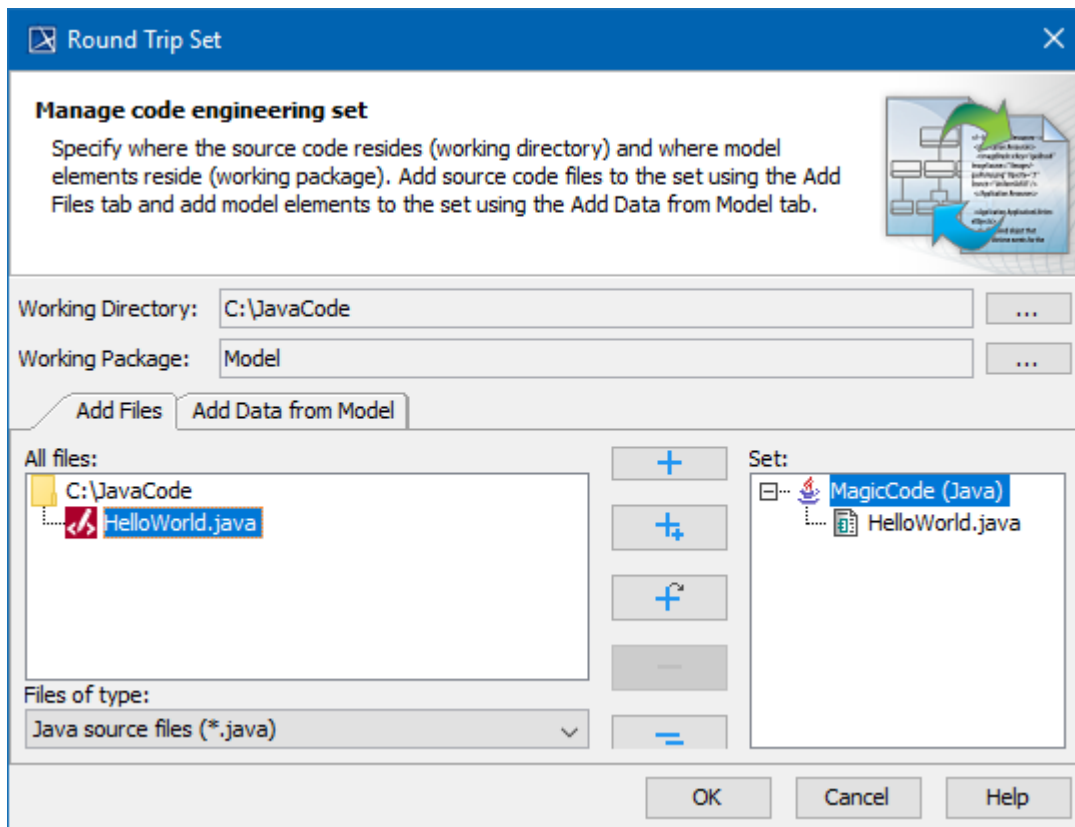 Round Trip Set
Manage code engineering set
Specify where the source code resides (working directory) and where model
elements reside (working package). Add source code files to the set using the Add
Files tab and add model elements to the set using the Add Data from Model tab.
Working Directory: C:\JavaCode ...
Working Package: Model ...
Add Files Add Data from Model
All files:
C:\JavaCode
HelloWorld.java
Files of type:
Java source files (*.java)
Set:
MagicCode (Java)
HelloWorld.java
OK Cancel Help